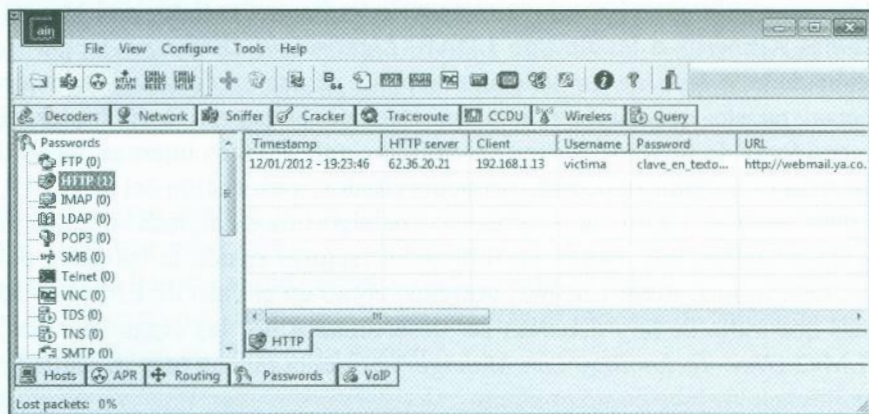 ain
File View Configure Tools Help
Decoders Network Sniffer Cracker Traceroute CCDU Wireless Query
Passwords
FTP (0)
HTTP (1)
IMAP (0)
LDAP (0)
POP3 (0)
SMB (0)
Telnet (0)
VNC (0)
TDS (0)
TNS (0)
SMTP (0)
Timestamp HTTP server Client Username Password URL
12/01/2012 - 19:23:46 62.36.20.21 192.168.1.13 victima clave_en_texto... http://webmail.ya.co.
HTTP
Hosts APR Routing Passwords VoIP
Lost packets: 0%